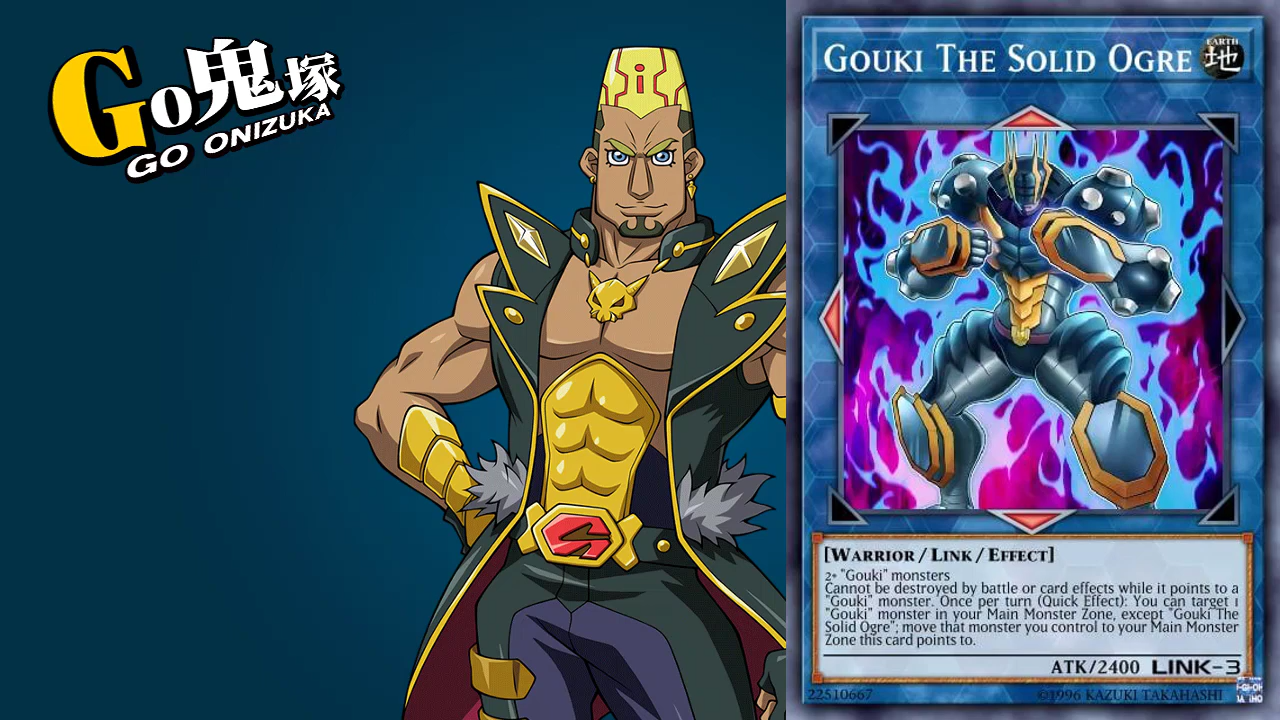 Go鬼塚
GO ONIZUKA
GOUKI THE SOLID OGRE
EARTH
地
[WARRIOR / LINK / EFFECT]
2+ "Gouki" monsters
Cannot be destroyed by battle or card effects while it points to a
"Gouki" monster. Once per turn (Quick Effect): You can target 1
"Gouki" monster in your Main Monster Zone, except "Gouki The
Solid Ogre"; move that monster you control to your Main Monster
Zone this card points to.
ATK/2400 LINK-3
22510667 ©1996 KAZUKI TAKAHASHI